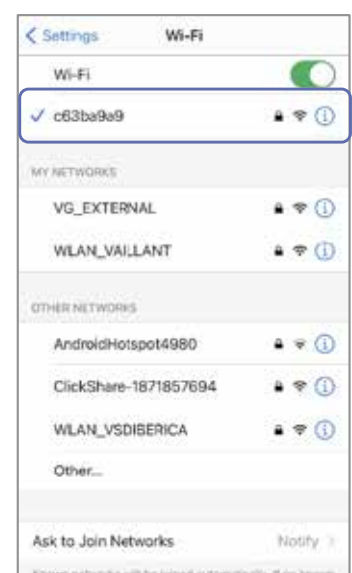 Settings Wi-Fi
Wi-Fi
c63ba9a9
MY NETWORKS
VG_EXTERNAL
WLAN_VAILLANT
OTHER NETWORKS
AndroidHotspot4980
ClickShare-1871857694
WLAN_VSDIBERICA
Other...
Ask to Join Networks Notify